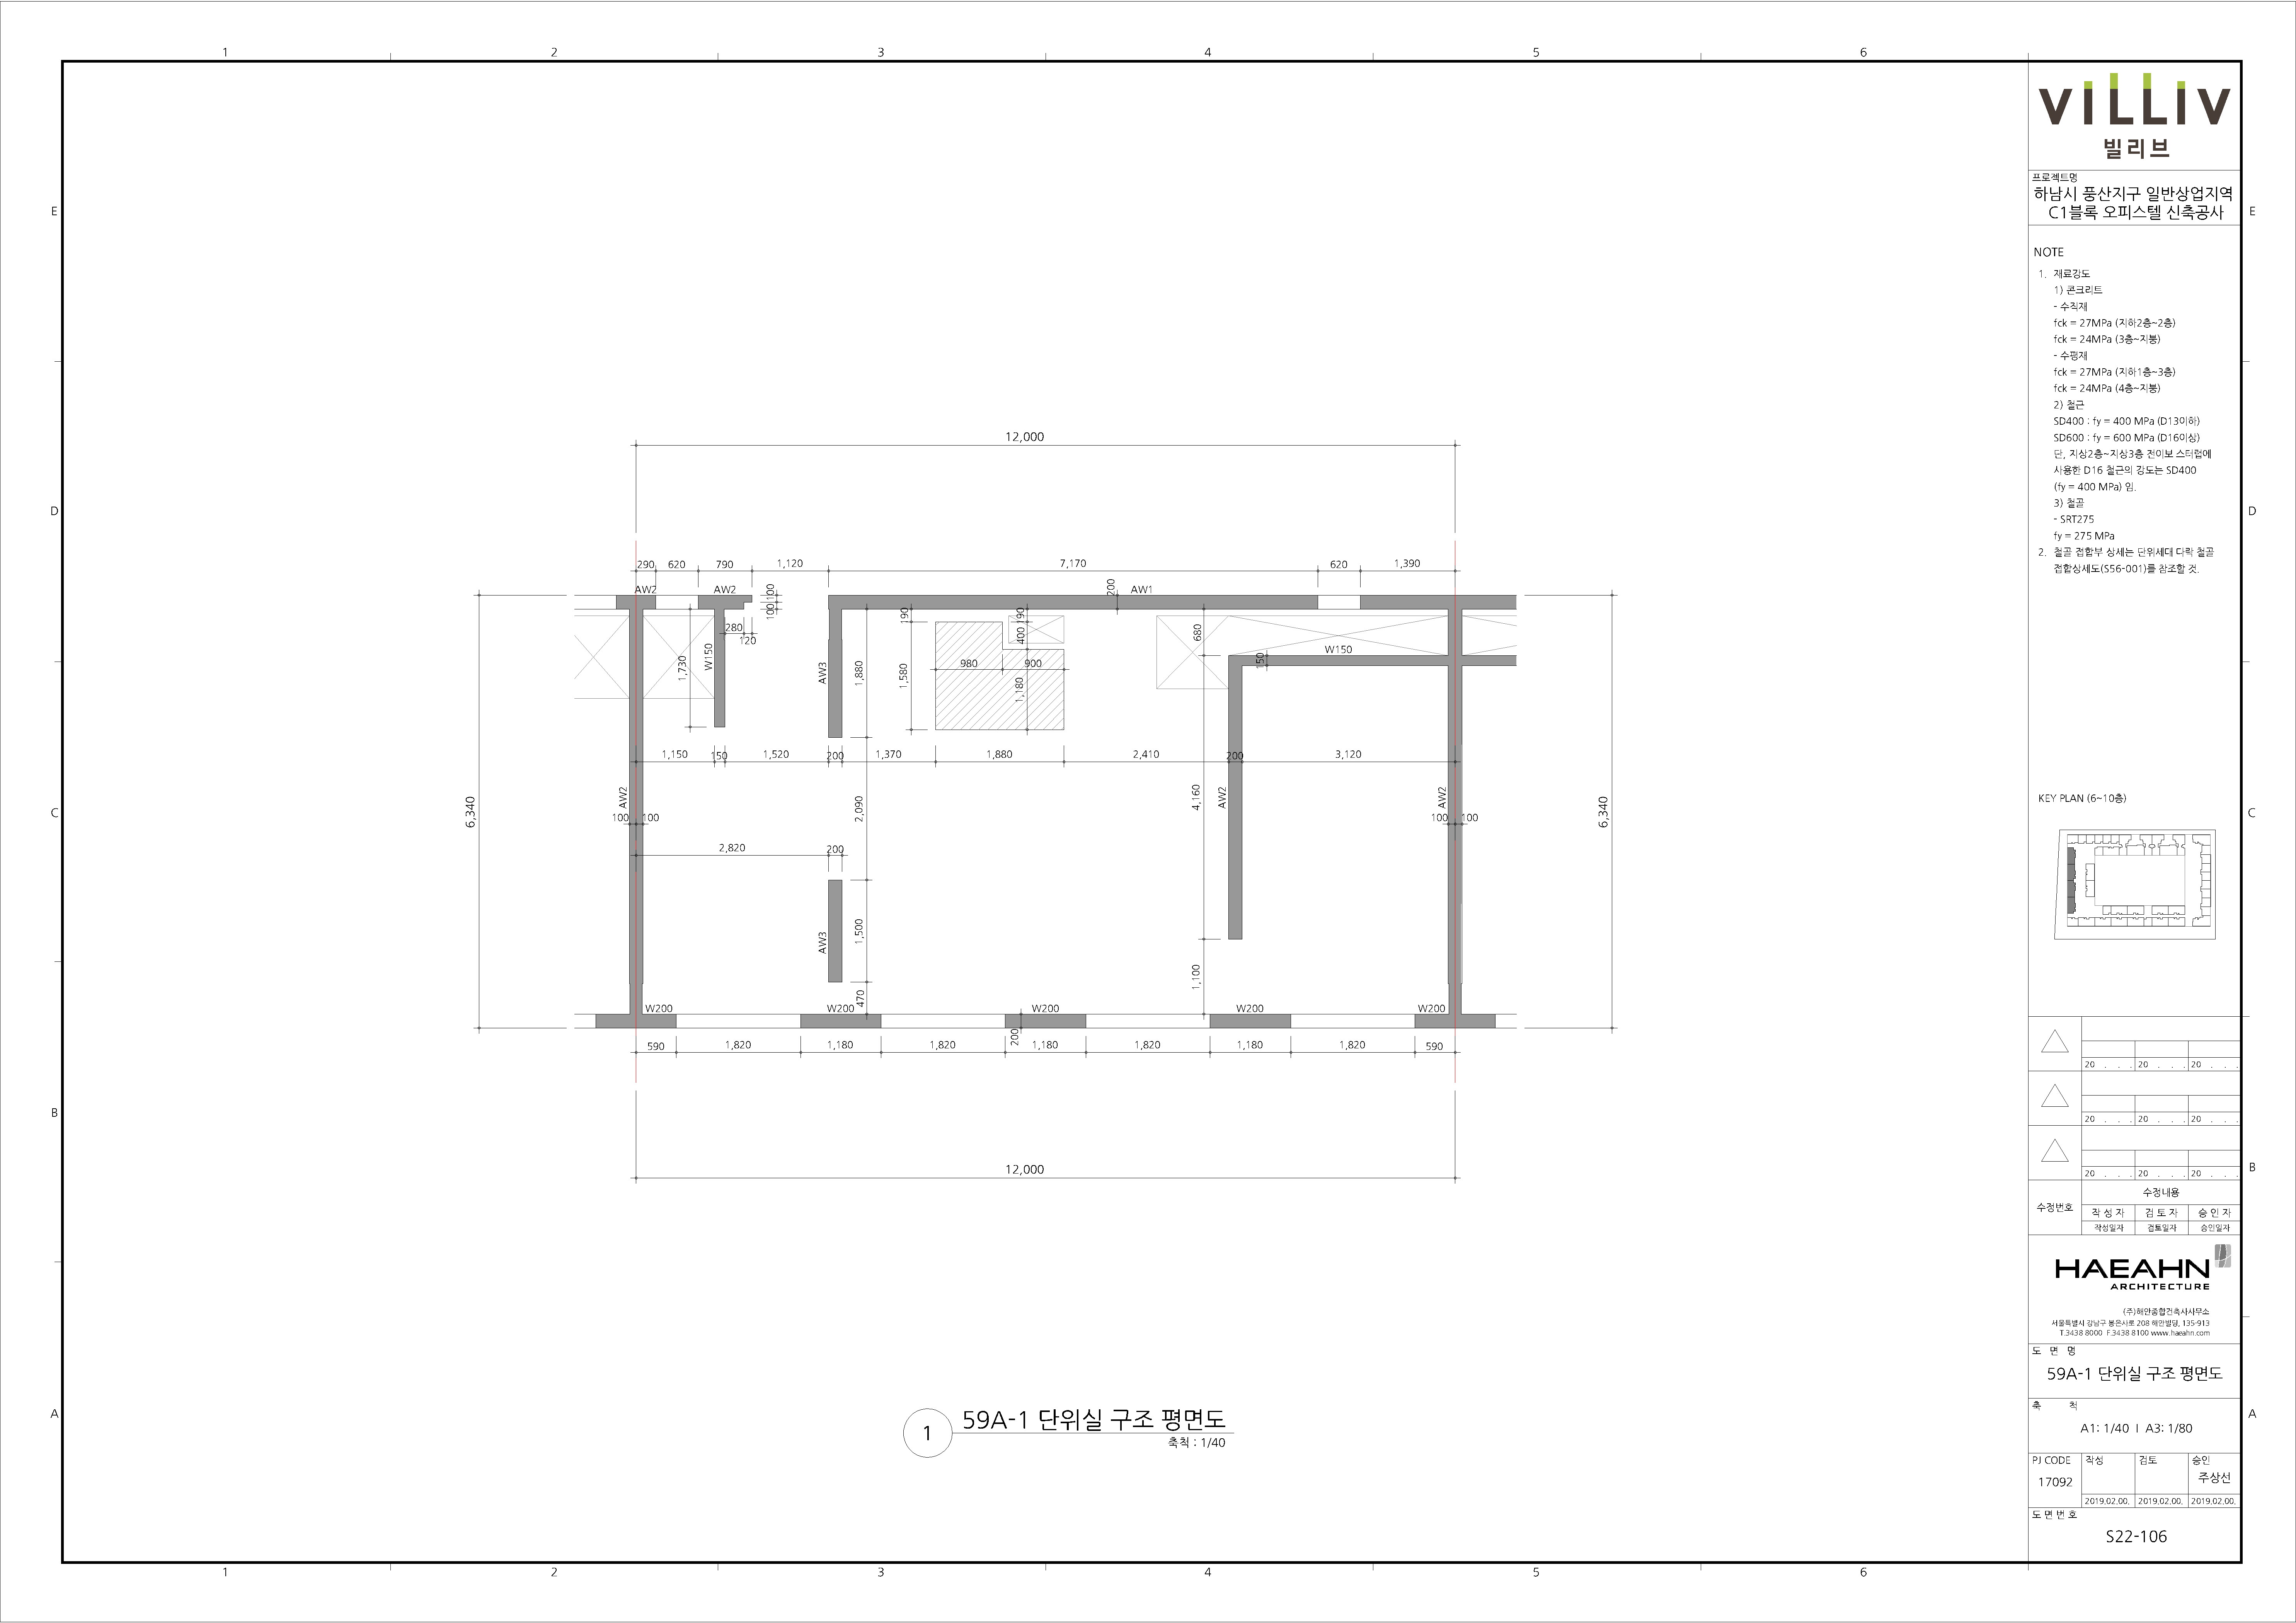 1 2 3 4 5 6
E
D
C
B
A
VILLIV
빌리브
프로젝트명
하남시 풍산지구 일반상업지역
C1블록 오피스텔 신축공사
NOTE
1. 재료강도
1) 콘크리트
- 수직재
fck = 27MPa (지하2층~2층)
fck = 24MPa (3층~지붕)
- 수평재
fck = 27MPa (지하1층~3층)
fck = 24MPa (4층~지붕)
2) 철근
SD400 : fy = 400 MPa (D13이하)
SD600 : fy = 600 MPa (D16이상)
단, 지상2층~지상3층 전이보 스터럽에
사용한 D16 철근의 강도는 SD400
(fy = 400 MPa) 임.
3) 철골
- SRT275
fy = 275 MPa
2. 철골 접합부 상세는 단위세대 다락 철골
접합상세도(S56-001)를 참조할 것.
12,000
290 620 790 1,120 7,170 620 1,390
AW2 AW2 100 200 AW1
100
280
120
190 190
400
680
W150
150
1,730 W150 AW3 1,880 1,580 980 900
1,180
1,150 150 1,520 200 1,370 1,880 2,410 200 3,120
6,340 AW2 2,090 4,160 AW2 AW2 6,340
100 100 100 100
2,820 200
AW3 1,500
470 1,100
W200 W200 W200 W200 W200
200
590 1,820 1,180 1,820 1,180 1,820 1,180 1,820 590
12,000
1
59A-1 단위실 구조 평면도
축척 : 1/40
KEY PLAN (6~10층)
20 . . . 20 . . . 20 . . .
20 . . . 20 . . . 20 . . .
20 . . . 20 . . . 20 . . .
수정번호
수정내용
작 성 자 검 토 자 승 인 자
작성일자 검토일자 승인일자
HAEAHN
ARCHITECTURE
(주)해안종합건축사사무소
서울특별시 강남구 봉은사로 208 해안빌딩, 135-913
T.3438 8000 F.3438 8100 www.haeahn.com
도 면 명
59A-1 단위실 구조 평면도
축 척
A1: 1/40 I A3: 1/80
PJ CODE 작성 검토 승인
17092 주상선
2019.02.00. 2019.02.00. 2019.02.00.
도 면 번 호
S22-106
E
D
C
B
A
1 2 3 4 5 6